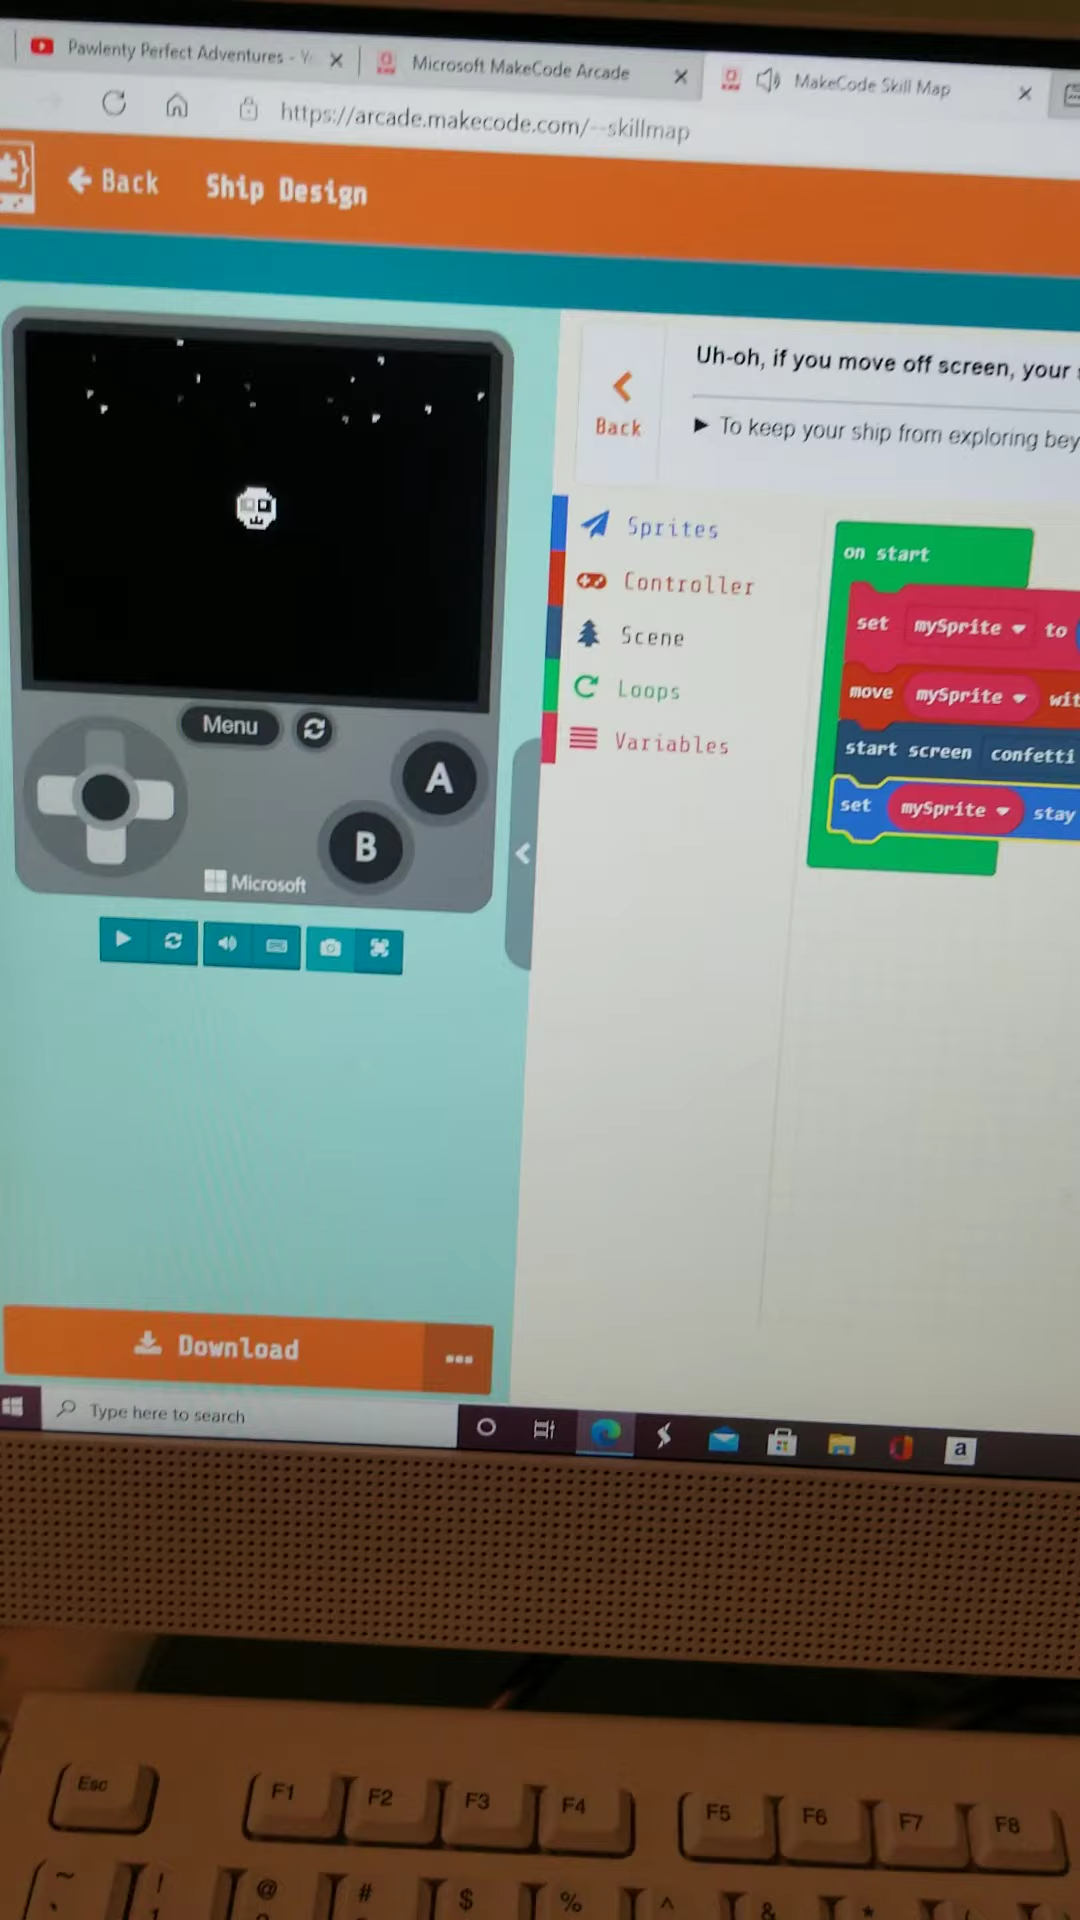 Pawlenty Perfect Adventures -
Microsoft MakeCode Arcade
MakeCode Skill Map
https://arcade.makecode.com/--skillmap
Back
Ship Design
Uh-oh, if you move off screen, your
Back
To keep your ship from exploring bey
Sprites
Controller
Scene
Loops
Variables
on start
set mySprite to
move mySprite wit
start screen confetti
set mySprite stay
Menu
A
B
Microsoft
Download
Type here to search
a
Esc
F1
F2
F3
F4
F5
F6
F7
F8
~ ! @ # $ % ^ & *